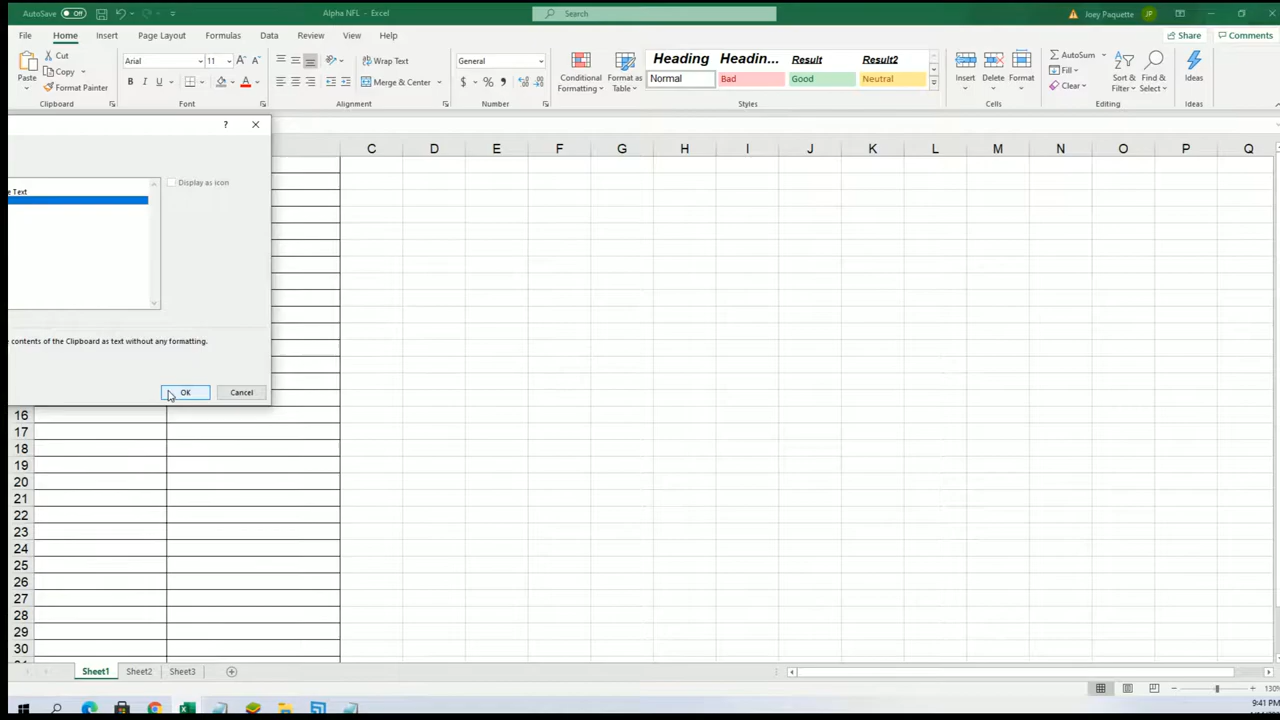 AutoSave Off Alpha NFL - Excel Search Joey Paquette JP
File Home Insert Page Layout Formulas Data Review View Help Share Comments
Cut Arial 11 Wrap Text General Heading Headin... Result Result2 AutoSum
Copy Paste Conditional Format as Insert Delete Format Fill Sort & Find & Ideas
Format Painter B I U A Merge & Center $ % Formatting Table Normal Bad Good Neutral Clear Filter Select
Clipboard Font Alignment Number Styles Cells Editing Ideas
?
C D E F G H I J K L M N O P Q
Display as icon
e Text
contents of the Clipboard as text without any formatting.
OK Cancel
16
17
18
19
20
21
22
23
24
25
26
27
28
29
30
Sheet1 Sheet2 Sheet3
130%
9:41 PM